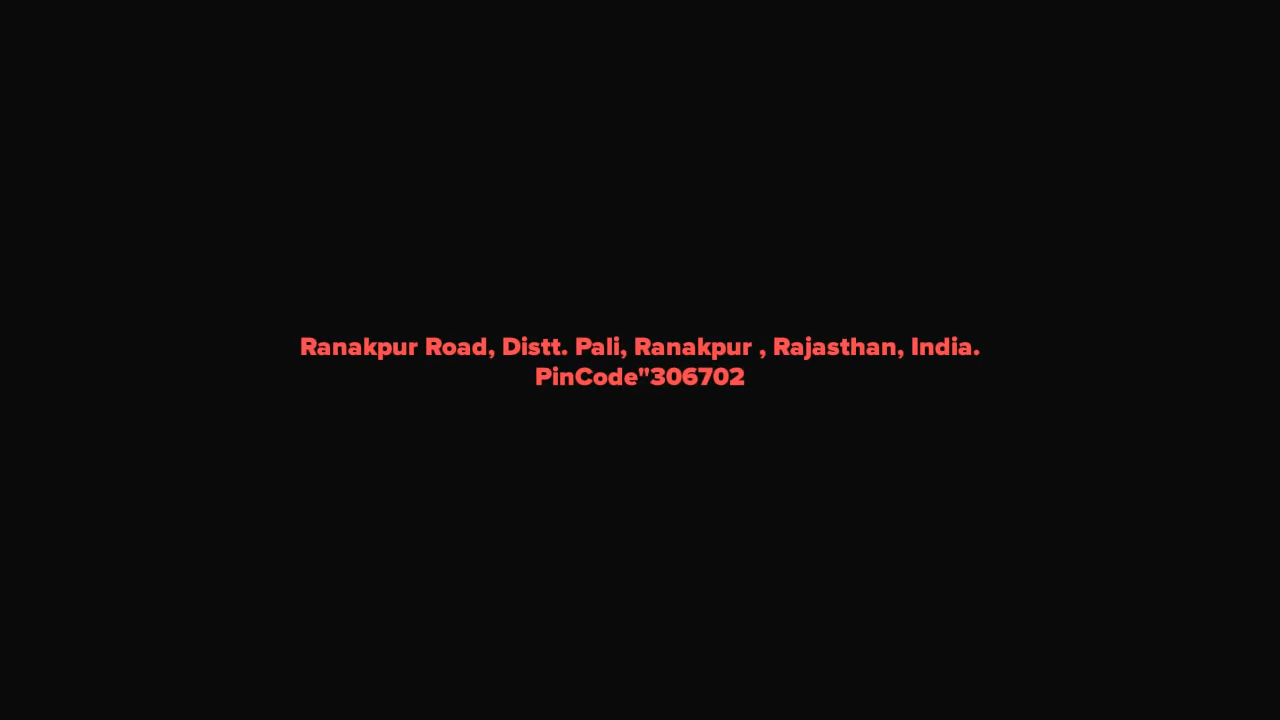 Ranakpur Road, Distt. Pali, Ranakpur , Rajasthan, India.
PinCode"306702